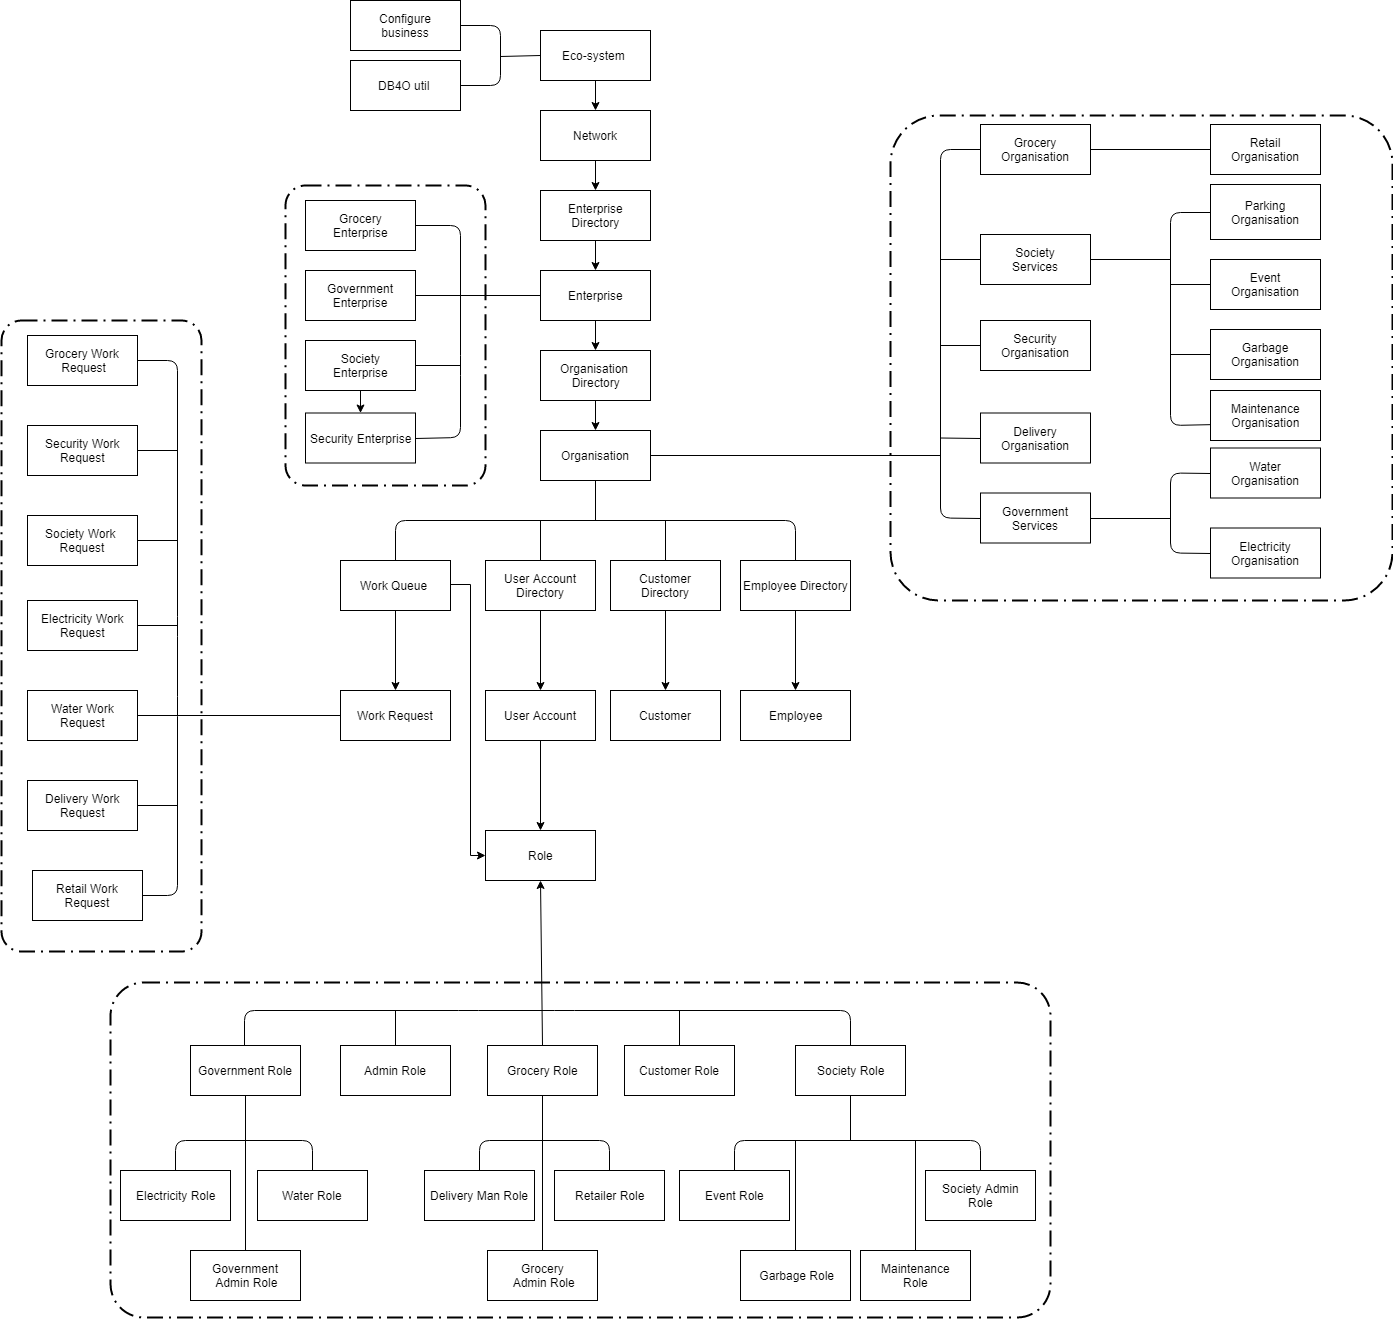 Configure
business
DB4O util
Eco-system
Network
Enterprise
Directory
Enterprise
Organisation
Directory
Organisation
Grocery
Enterprise
Government
Enterprise
Society
Enterprise
Security Enterprise
Grocery
Organisation
Retail
Organisation
Parking
Organisation
Society
Services
Event
Organisation
Security
Organisation
Garbage
Organisation
Maintenance
Organisation
Delivery
Organisation
Water
Organisation
Government
Services
Electricity
Organisation
Grocery Work
Request
Security Work
Request
Society Work
Request
Electricity Work
Request
Water Work
Request
Delivery Work
Request
Retail Work
Request
Work Queue
User Account
Directory
Customer
Directory
Employee Directory
Work Request
User Account
Customer
Employee
Role
Government Role
Admin Role
Grocery Role
Customer Role
Society Role
Electricity Role
Water Role
Delivery Man Role
Retailer Role
Event Role
Society Admin
Role
Government
Admin Role
Grocery
Admin Role
Garbage Role
Maintenance
Role